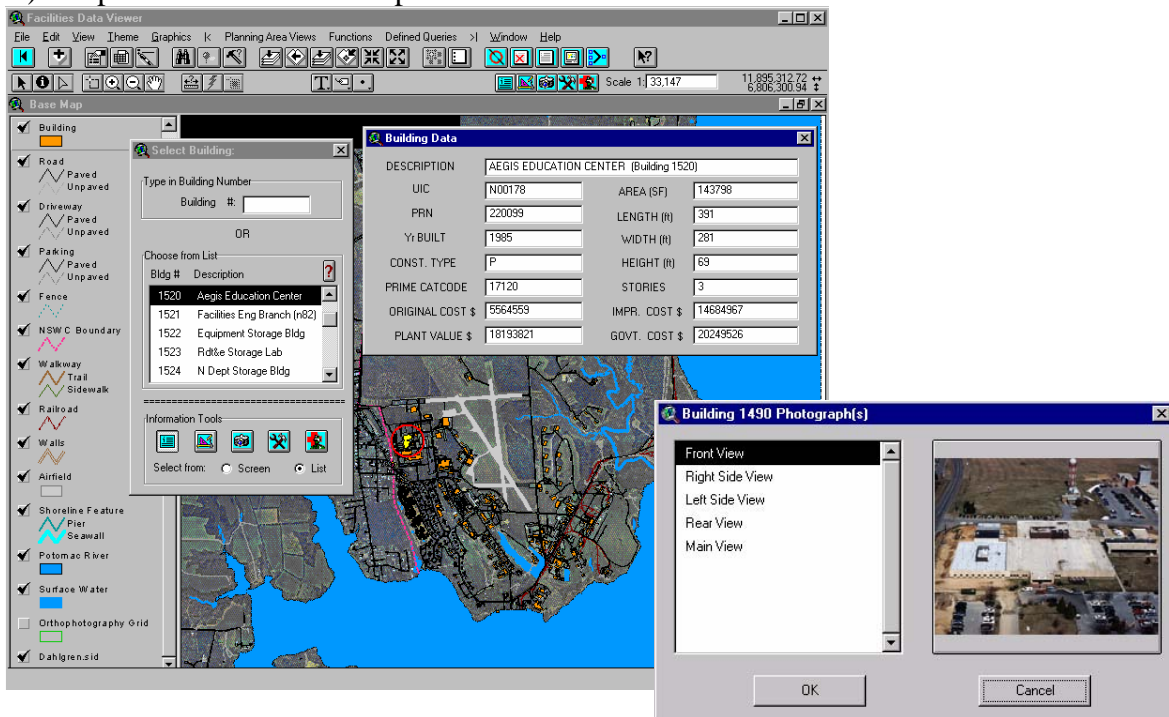 Facilities Data Viewer
File Edit View Theme Graphics |< Planning Area Views Functions Defined Queries >| Window Help
Scale 1: 33,147
11,895,312.72
6,806,300.94
Base Map
Building
Road
Paved
Unpaved
Driveway
Paved
Unpaved
Parking
Paved
Unpaved
Fence
NSWC Boundary
Walkway
Trail
Sidewalk
Railroad
Walls
Airfield
Shoreline Feature
Pier
Seawall
Potomac River
Surface Water
Orthophotography Grid
Dahlgren.sid
Select Building:
Type in Building Number
Building #:
OR
Choose from List
Bldg # Description
1520 Aegis Education Center
1521 Facilities Eng Branch (n82)
1522 Equipment Storage Bldg
1523 Rdt&e Storage Lab
1524 N Dept Storage Bldg
Information Tools
Select from: Screen List
Building Data
DESCRIPTION AEGIS EDUCATION CENTER (Building 1520)
UIC N00178 AREA (SF) 143798
PRN 220099 LENGTH (ft) 391
Yr BUILT 1985 WIDTH (ft) 281
CONST. TYPE P HEIGHT (ft) 69
PRIME CATCODE 17120 STORIES 3
ORIGINAL COST $ 5564559 IMPR. COST $ 14684967
PLANT VALUE $ 18193821 GOVT. COST $ 20249526
Building 1490 Photograph(s)
Front View
Right Side View
Left Side View
Rear View
Main View
OK Cancel